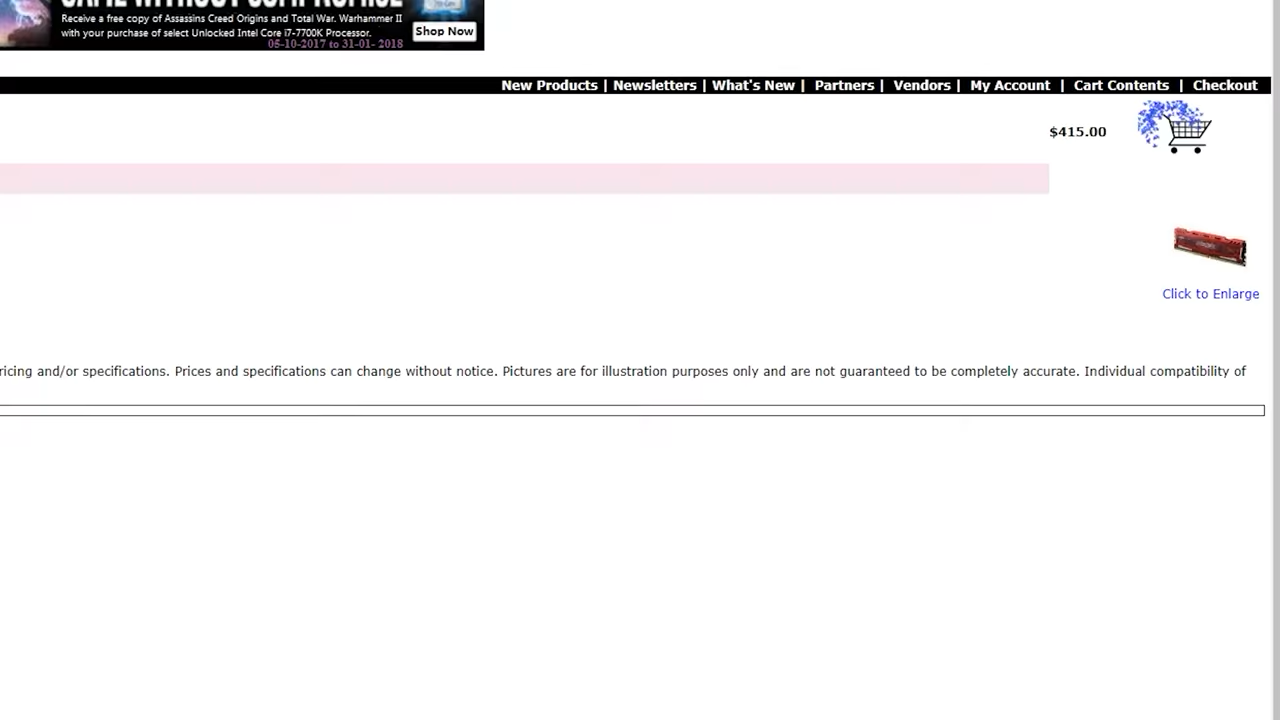 GAME WITHOUT COMPROMISE
Receive a free copy of Assassins Creed Origins and Total War. Warhammer II
with your purchase of select Unlocked Intel Core i7-7700K Processor.
Shop Now
05-10-2017 to 31-01- 2018
New Products | Newsletters | What's New | Partners | Vendors | My Account | Cart Contents | Checkout
$415.00
Click to Enlarge
ricing and/or specifications. Prices and specifications can change without notice. Pictures are for illustration purposes only and are not guaranteed to be completely accurate. Individual compatibility of